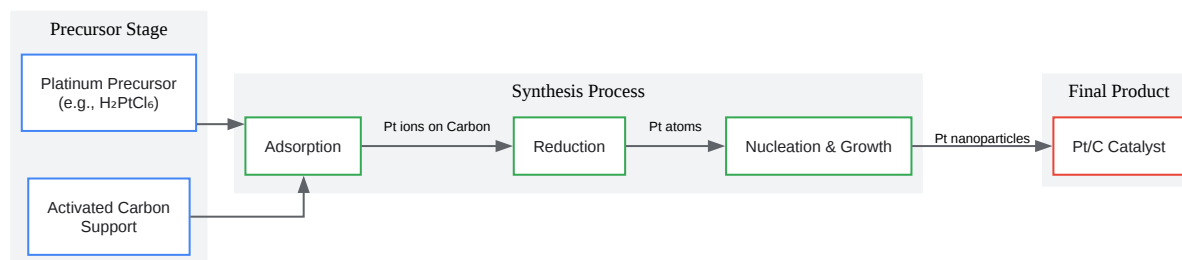 Precursor Stage
Platinum Precursor
(e.g., H₂PtCl₆)
Activated Carbon
Support
Synthesis Process
Adsorption
Pt ions on Carbon
Reduction
Pt atoms
Nucleation & Growth
Pt nanoparticles
Final Product
Pt/C Catalyst